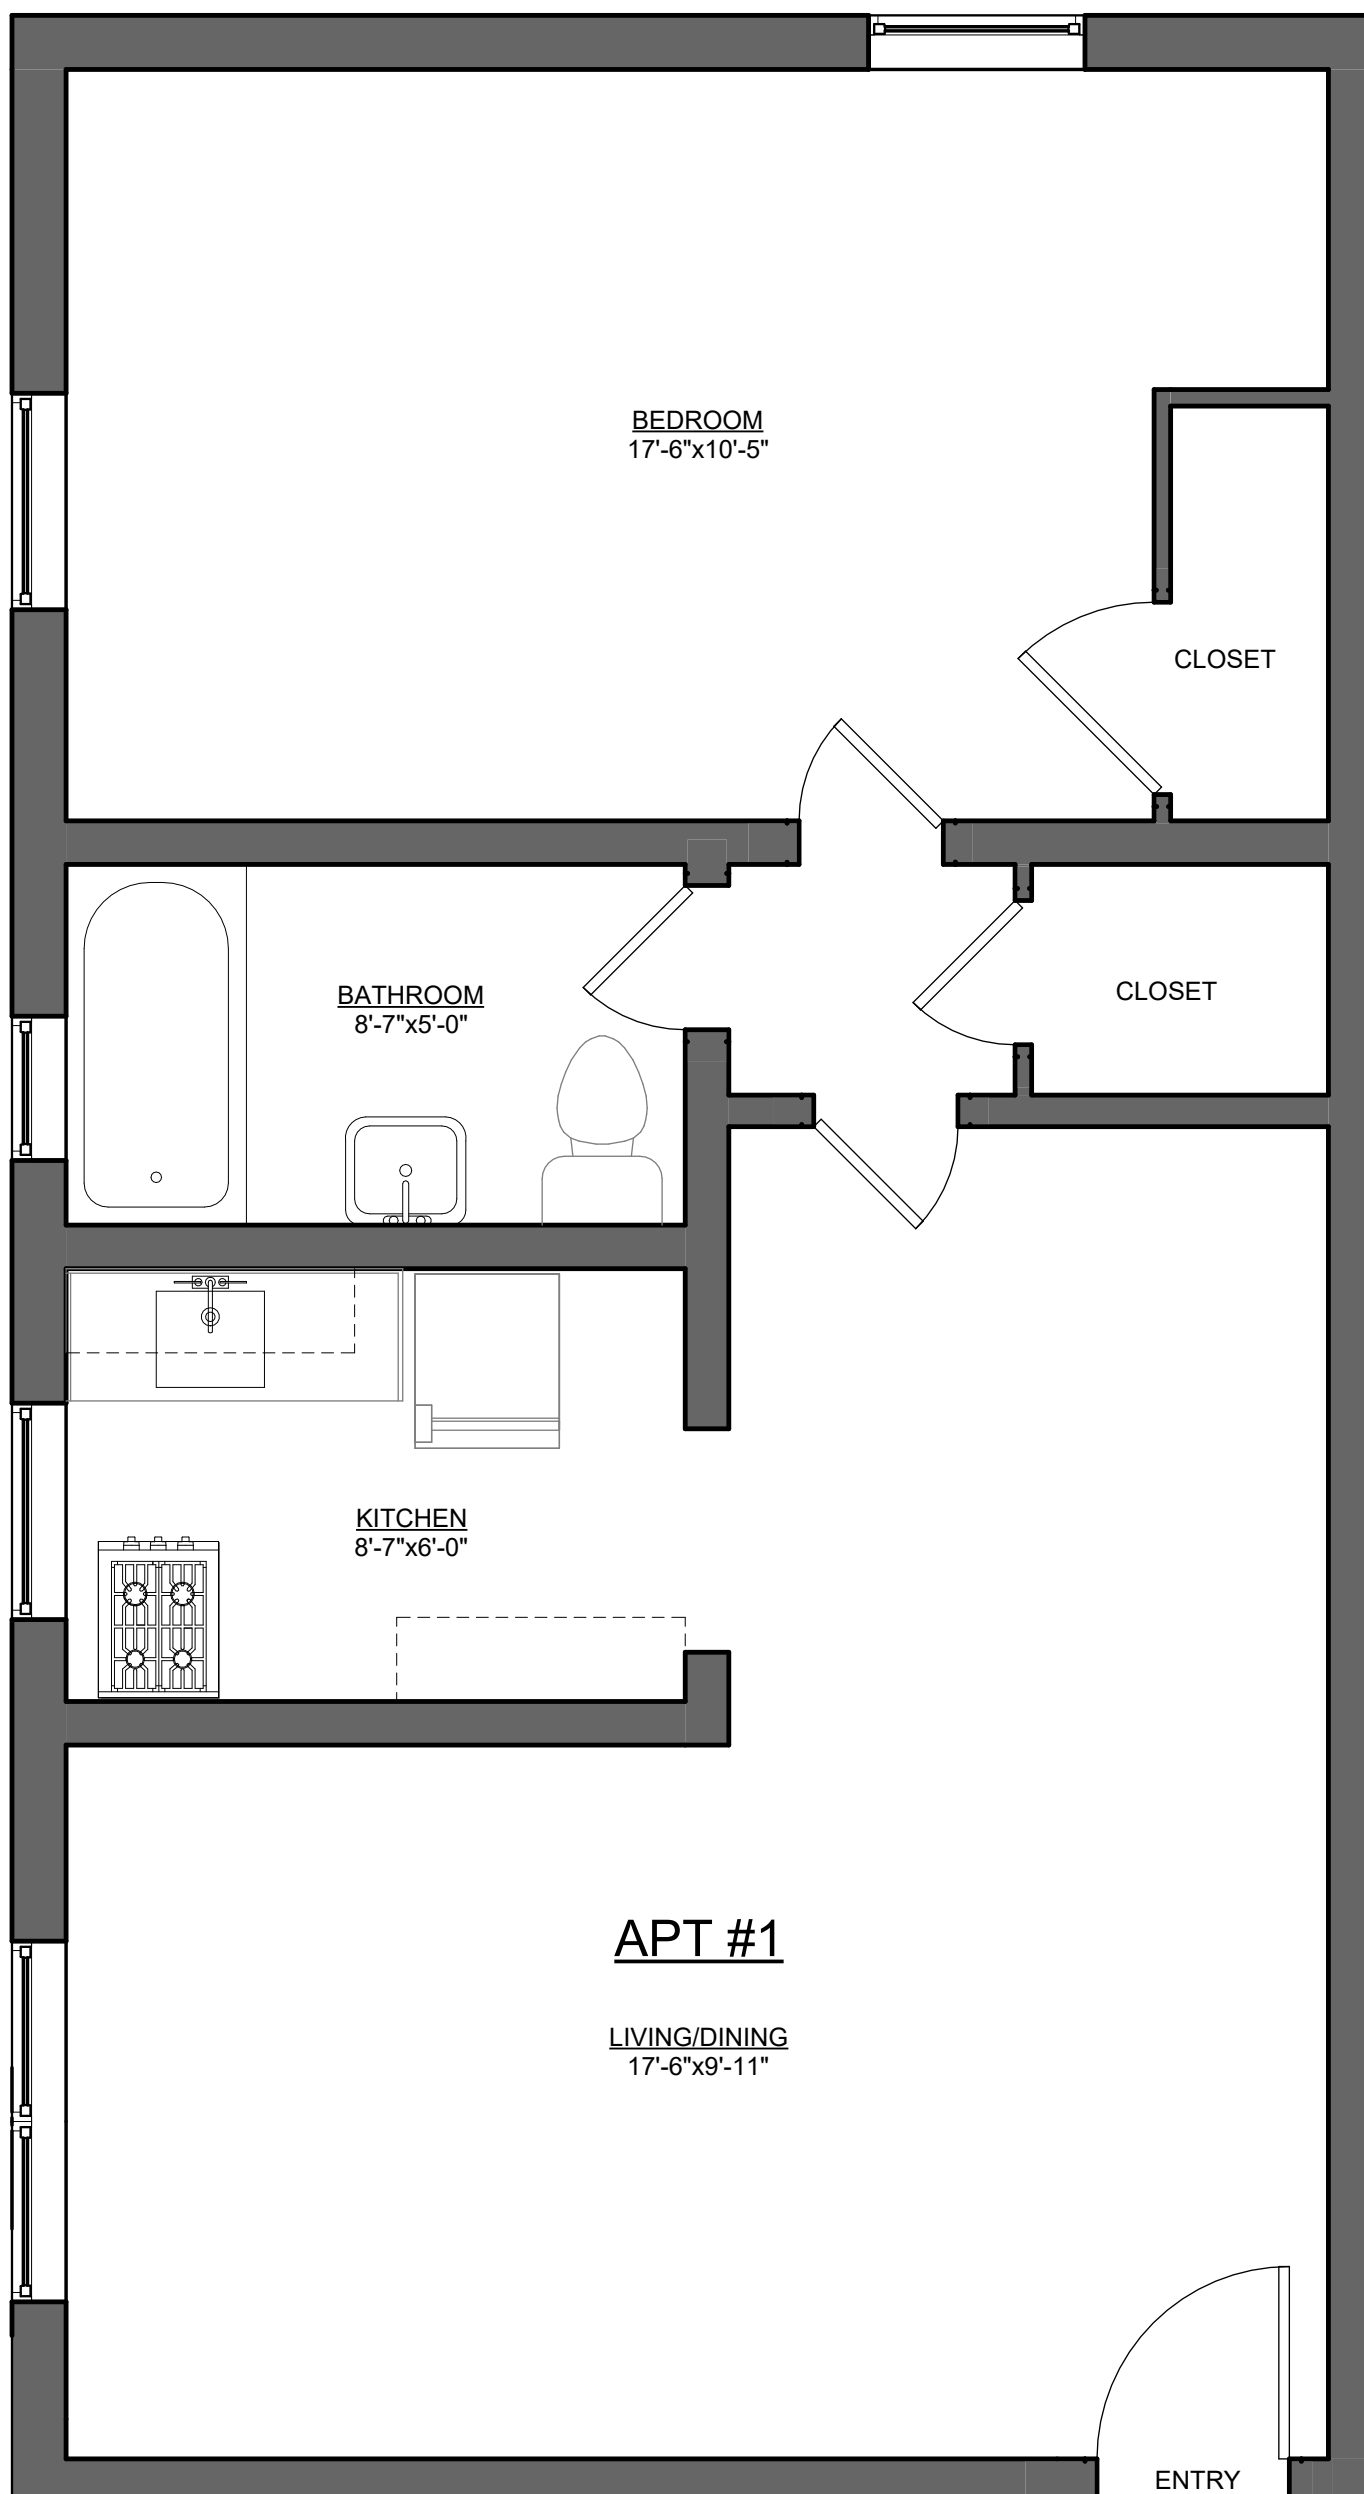 BEDROOM
17'-6"x10'-5"
CLOSET
BATHROOM
8'-7"x5'-0"
CLOSET
KITCHEN
8'-7"x6'-0"
APT #1
LIVING/DINING
17'-6"x9'-11"
ENTRY